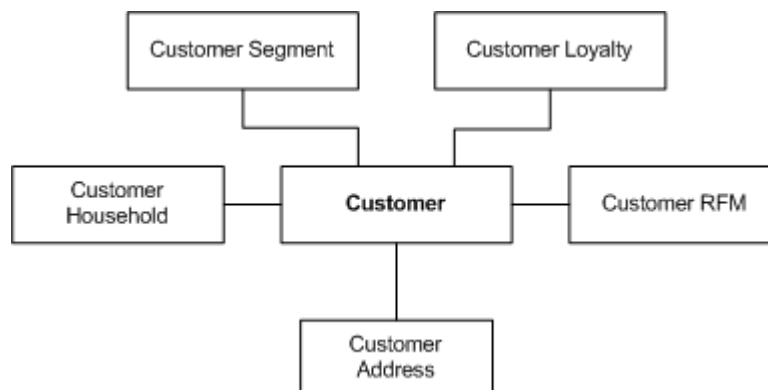 Customer Segment
Customer Loyalty
Customer
Household
Customer
Customer RFM
Customer
Address